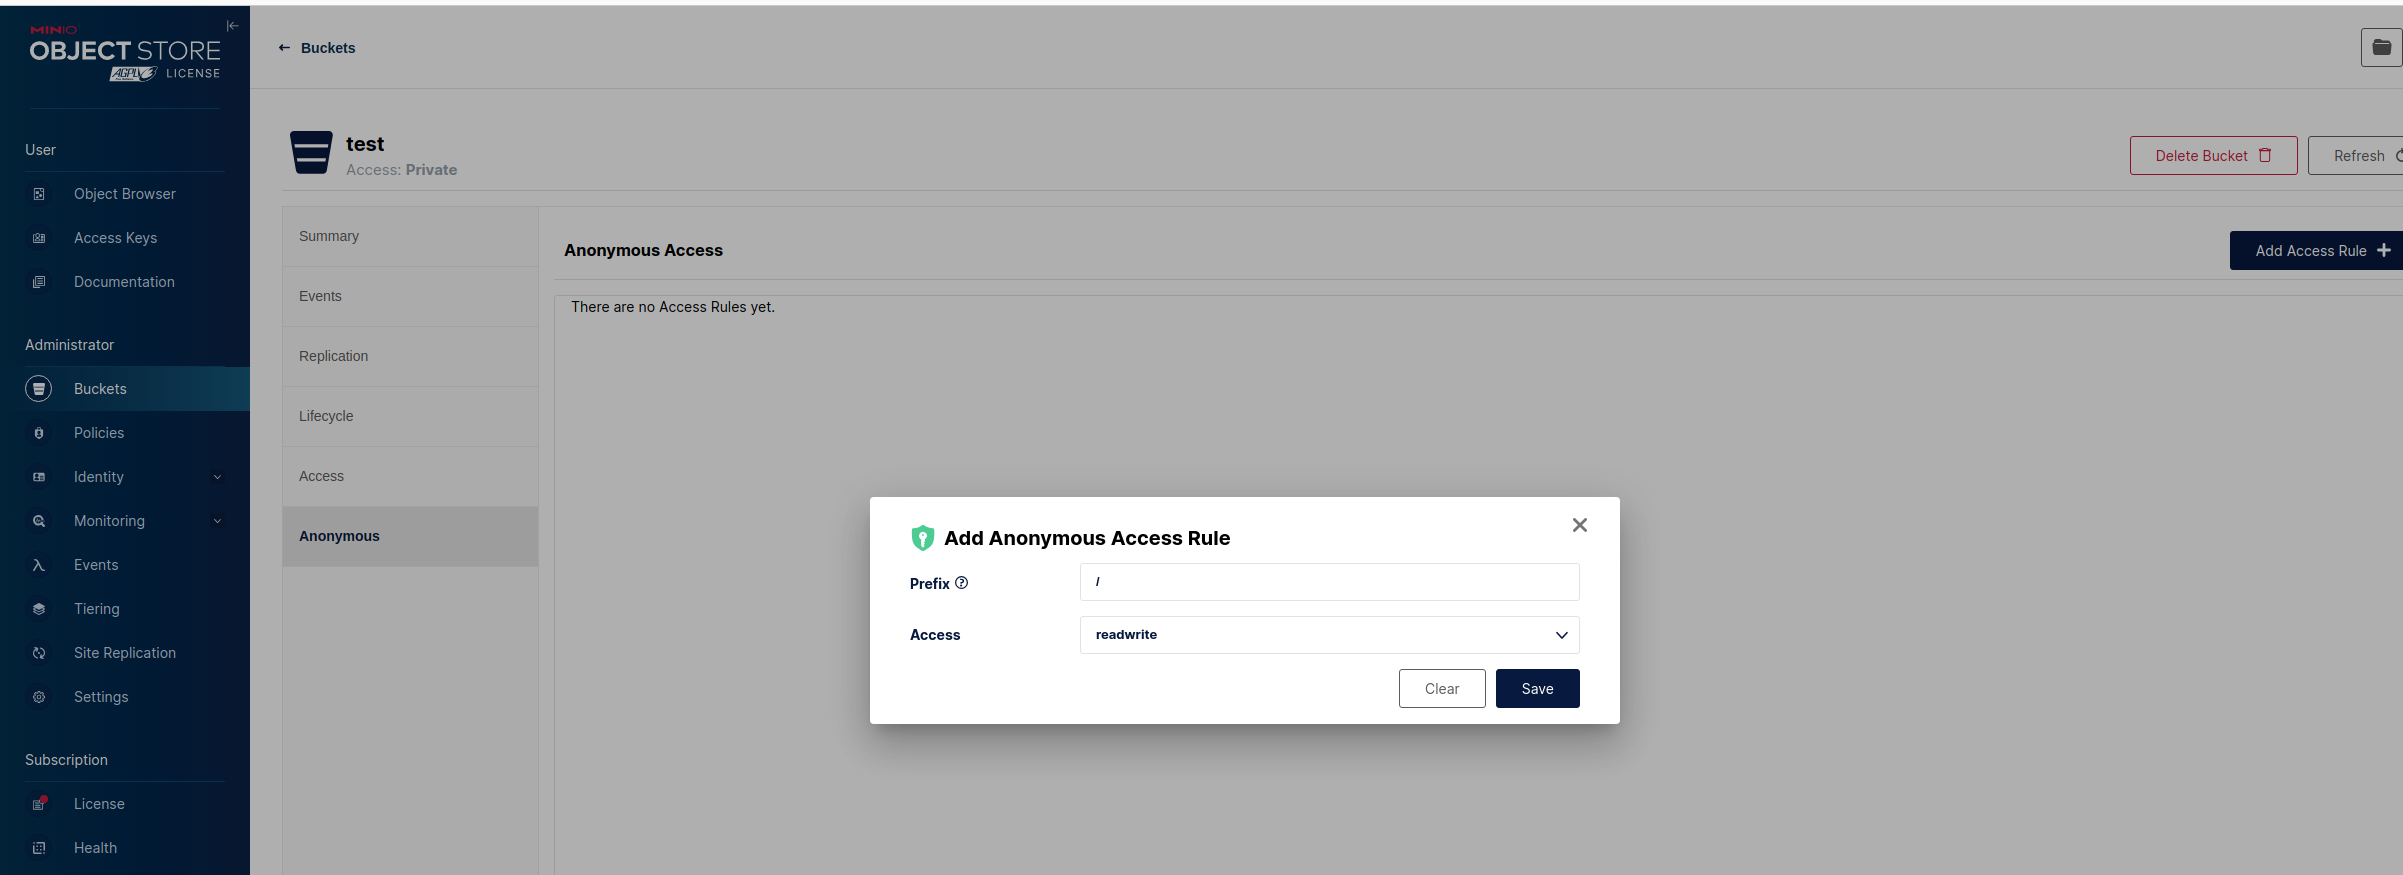 MINIO
OBJECT STORE
AGPLv3 LICENSE
User
Object Browser
Access Keys
Documentation
Administrator
Buckets
Policies
Identity
Monitoring
Events
Tiering
Site Replication
Settings
Subscription
License
Health
Buckets
test
Access: Private
Delete Bucket
Refresh
Summary
Events
Replication
Lifecycle
Access
Anonymous
Anonymous Access
Add Access Rule
There are no Access Rules yet.
Add Anonymous Access Rule
Prefix
/
Access
readwrite
Clear
Save